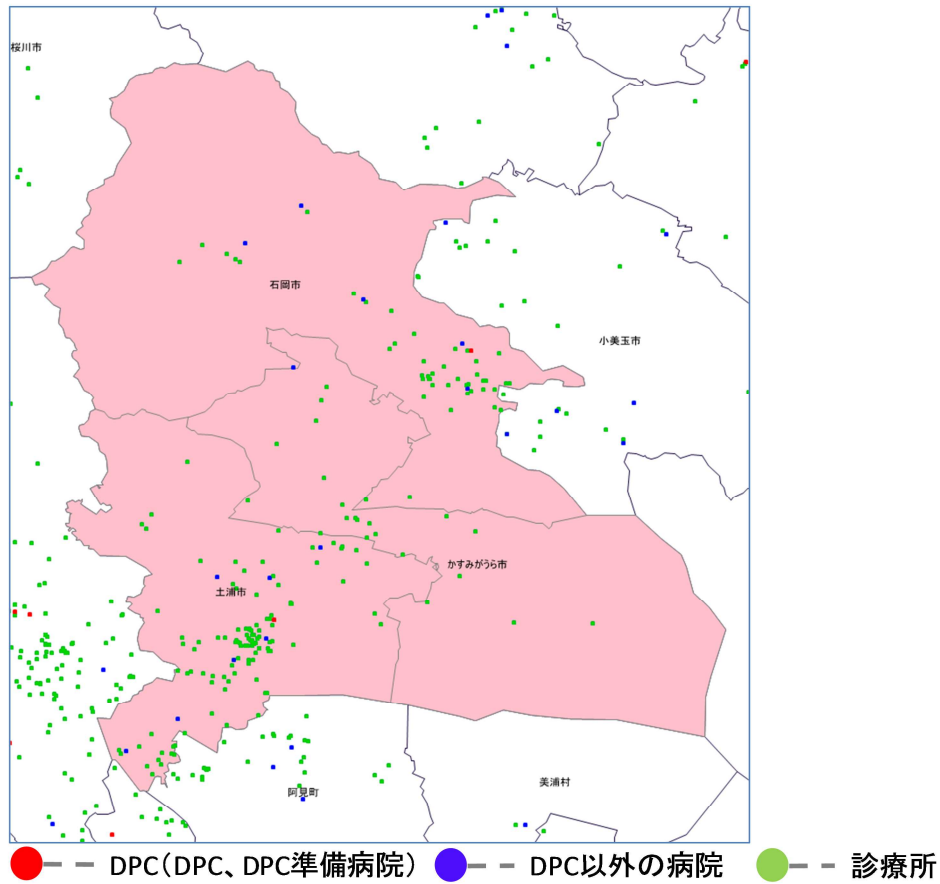 桜川市
石岡市
小美玉市
かすみがうら市
土浦市
美浦村
阿見町
DPC(DPC、DPC準備病院)
DPC以外の病院
診療所